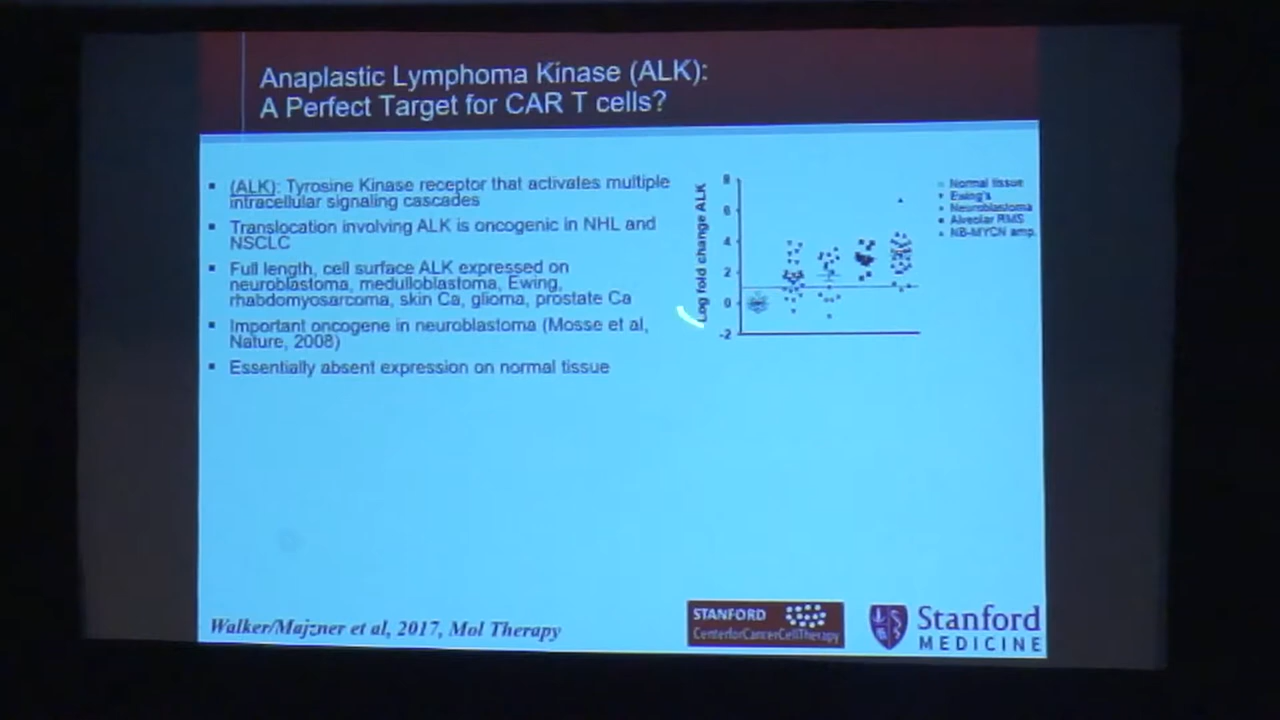 Anaplastic Lymphoma Kinase (ALK):
A Perfect Target for CAR T cells?
▪ (ALK): Tyrosine Kinase receptor that activates multiple
intracellular signaling cascades
▪ Translocation involving ALK is oncogenic in NHL and
NSCLC
▪ Full length, cell surface ALK expressed on
neuroblastoma, medulloblastoma, Ewing,
rhabdomyosarcoma, skin Ca, glioma, prostate Ca
▪ Important oncogene in neuroblastoma (Mosse et al,
Nature, 2008)
▪ Essentially absent expression on normal tissue
Log fold change ALK
8
6
4
2
0
-2
Normal tissue
Ewing's
Neuroblastoma
Alveolar RMS
NB-MYCN amp.
Walker/Majzner et al, 2017, Mol Therapy
STANFORD
CenterforCancerCellTherapy
Stanford
MEDICINE